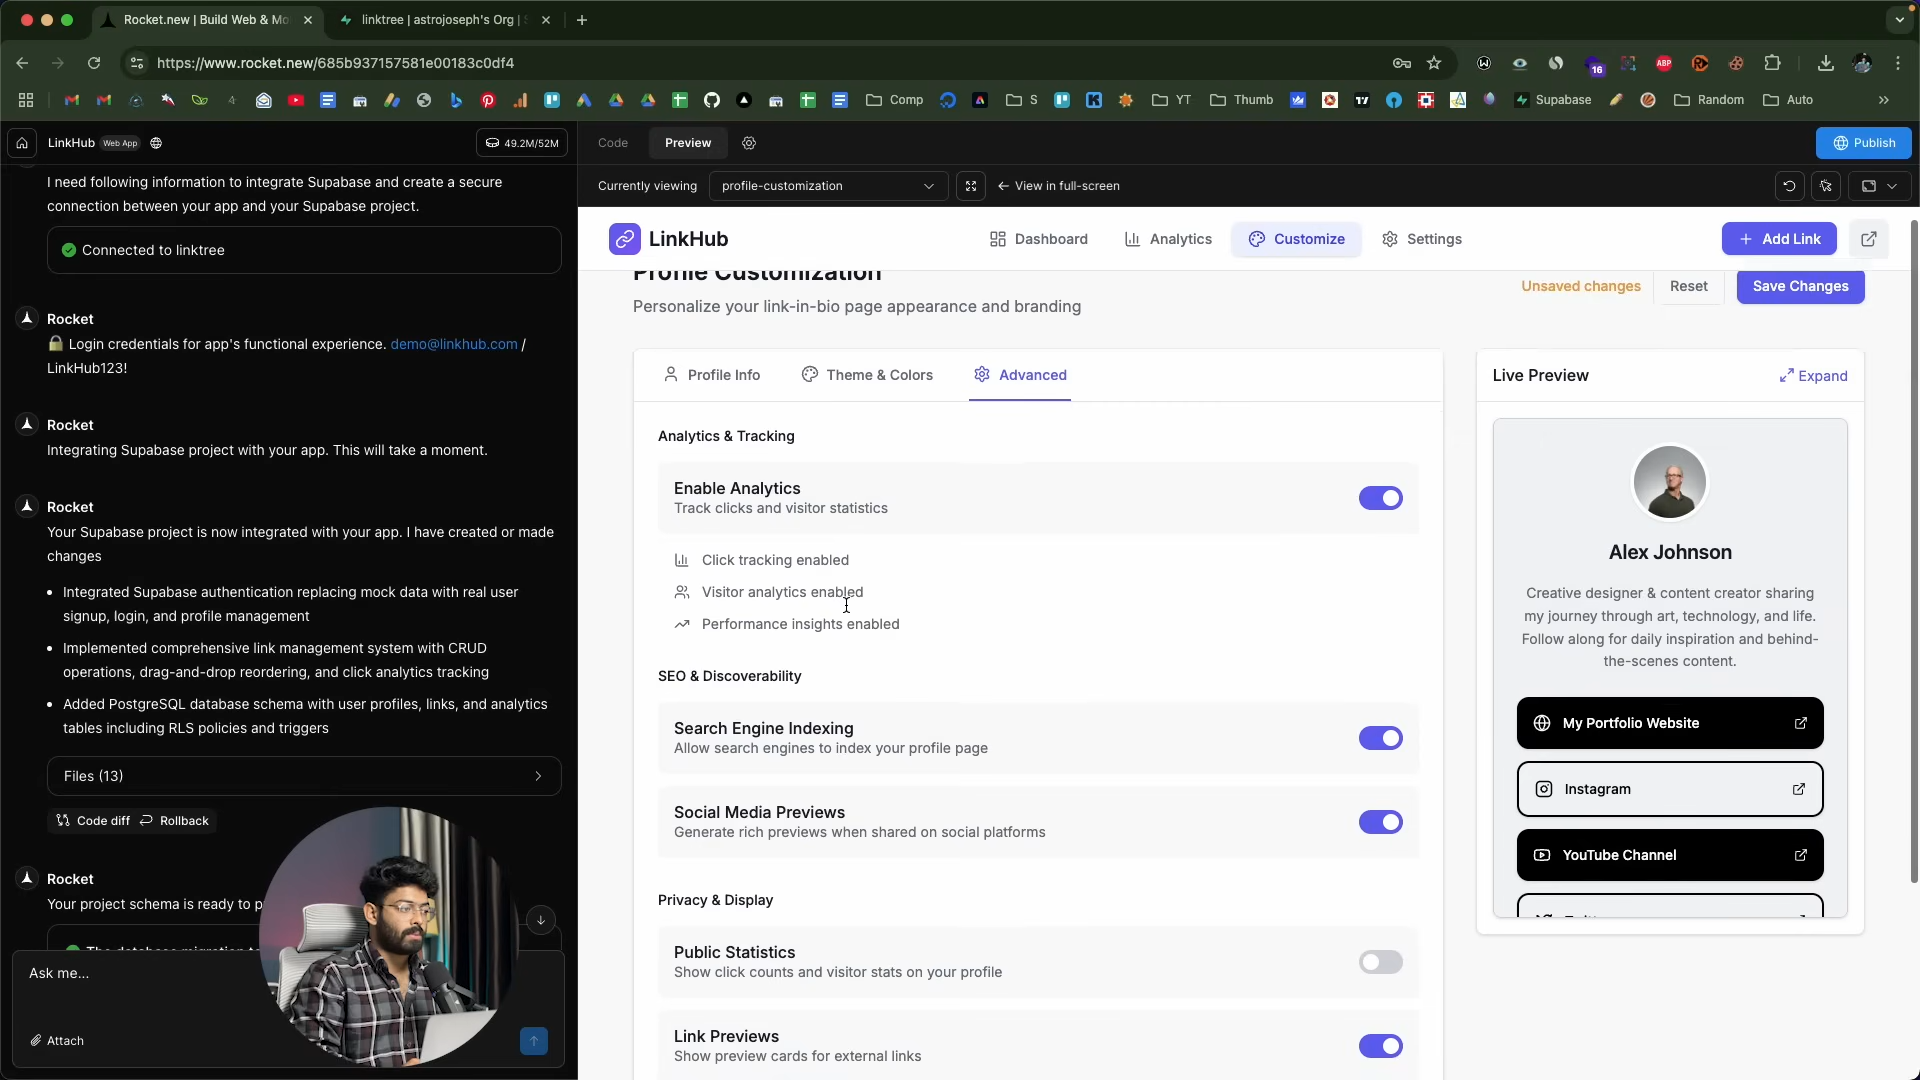 Rocket.new | Build Web & Mo
linktree | astrojoseph's Org |
https://www.rocket.new/685b937157581e00183c0df4
16
ABP
Comp
S
YT
Thumb
Supabase
Random
Auto
LinkHub
Web App
49.2M/52M
I need following information to integrate Supabase and create a secure
connection between your app and your Supabase project.
Connected to linktree
Rocket
Login credentials for app's functional experience. demo@linkhub.com /
LinkHub123!
Rocket
Integrating Supabase project with your app. This will take a moment.
Rocket
Your Supabase project is now integrated with your app. I have created or made
changes
• Integrated Supabase authentication replacing mock data with real user
signup, login, and profile management
• Implemented comprehensive link management system with CRUD
operations, drag-and-drop reordering, and click analytics tracking
• Added PostgreSQL database schema with user profiles, links, and analytics
tables including RLS policies and triggers
Files (13)
Code diff
Rollback
Rocket
Your project schema is ready to p
The database migration
Ask me...
Attach
Code
Preview
Publish
Currently viewing
profile-customization
View in full-screen
LinkHub
Dashboard
Analytics
Customize
Settings
Add Link
Profile Customization
Personalize your link-in-bio page appearance and branding
Unsaved changes
Reset
Save Changes
Profile Info
Theme & Colors
Advanced
Analytics & Tracking
Enable Analytics
Track clicks and visitor statistics
Click tracking enabled
Visitor analytics enabled
Performance insights enabled
SEO & Discoverability
Search Engine Indexing
Allow search engines to index your profile page
Social Media Previews
Generate rich previews when shared on social platforms
Privacy & Display
Public Statistics
Show click counts and visitor stats on your profile
Link Previews
Show preview cards for external links
Live Preview
Expand
Alex Johnson
Creative designer & content creator sharing
my journey through art, technology, and life.
Follow along for daily inspiration and behind-
the-scenes content.
My Portfolio Website
Instagram
YouTube Channel